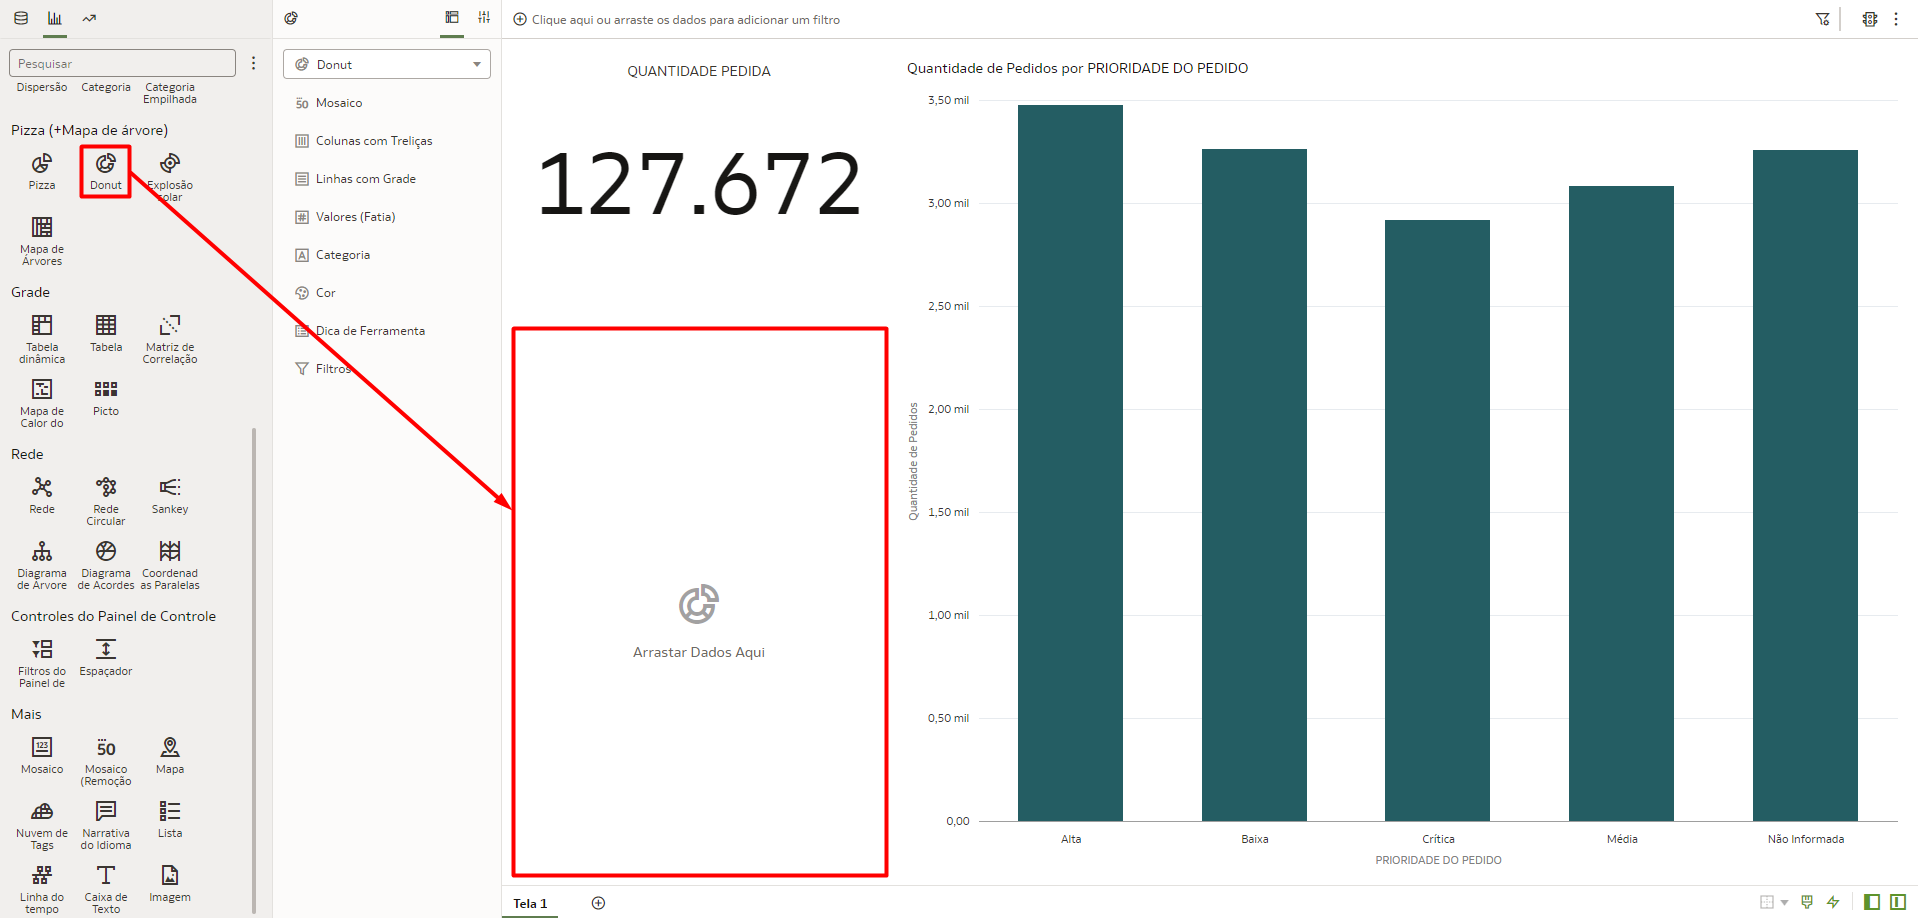 Pesquisar
Dispersão
Categoria
Categoria
Empilhada
Pizza (+Mapa de árvore)
Pizza
Donut
Explosão
solar
Mapa de
Árvores
Grade
Tabela
dinâmica
Tabela
Matriz de
Correlação
Mapa de
Calor do
Picto
Rede
Rede
Rede
Circular
Sankey
Diagrama
de Árvore
Diagrama
de Acordes
Coordenad
as Paralelas
Controles do Painel de Controle
Filtros do
Painel de
Espaçador
Mais
123
Mosaico
50
Mosaico
(Remoção
Mapa
Nuvem de
Tags
Narrativa
do Idioma
Lista
Linha do
tempo
Caixa de
Texto
Imagem
Donut
50 Mosaico
Colunas com Treliças
Linhas com Grade
# Valores (Fatia)
A Categoria
Cor
Dica de Ferramenta
Filtros
Clique aqui ou arraste os dados para adicionar um filtro
QUANTIDADE PEDIDA
127.672
Arrastar Dados Aqui
Quantidade de Pedidos por PRIORIDADE DO PEDIDO
Quantidade de Pedidos
3,50 mil
3,00 mil
2,50 mil
2,00 mil
1,50 mil
1,00 mil
0,50 mil
0,00
Alta
Baixa
Crítica
Média
Não Informada
PRIORIDADE DO PEDIDO
Tela 1